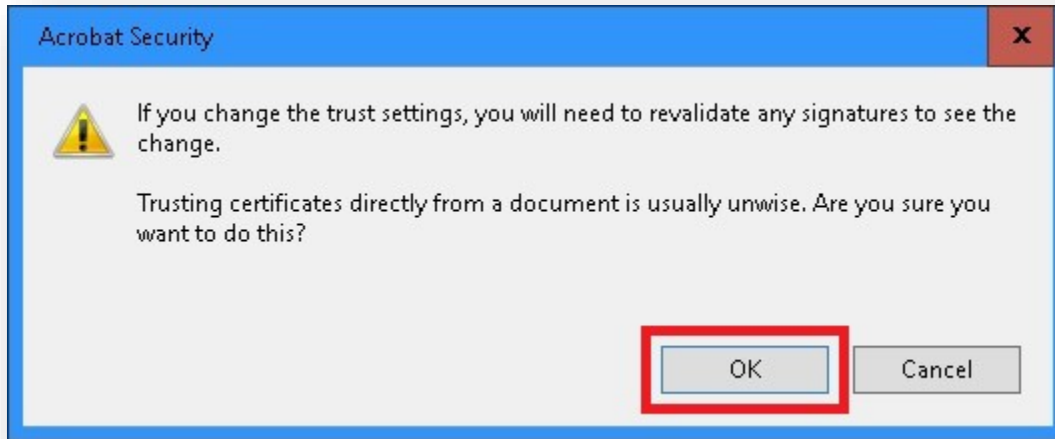 Acrobat Security
x
If you change the trust settings, you will need to revalidate any signatures to see the
change.
Trusting certificates directly from a document is usually unwise. Are you sure you
want to do this?
OK
Cancel